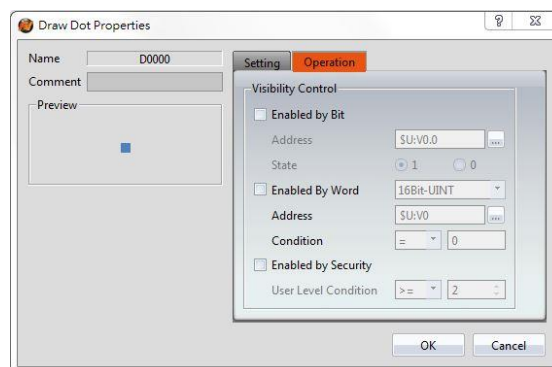 Draw Dot Properties
Name D0000
Comment
Preview
Setting Operation
Visibility Control
Enabled by Bit
Address $U:V0.0 ...
State 1 0
Enabled By Word 16Bit-UINT
Address $U:V0 ...
Condition = 0
Enabled by Security
User Level Condition >= 2
OK Cancel